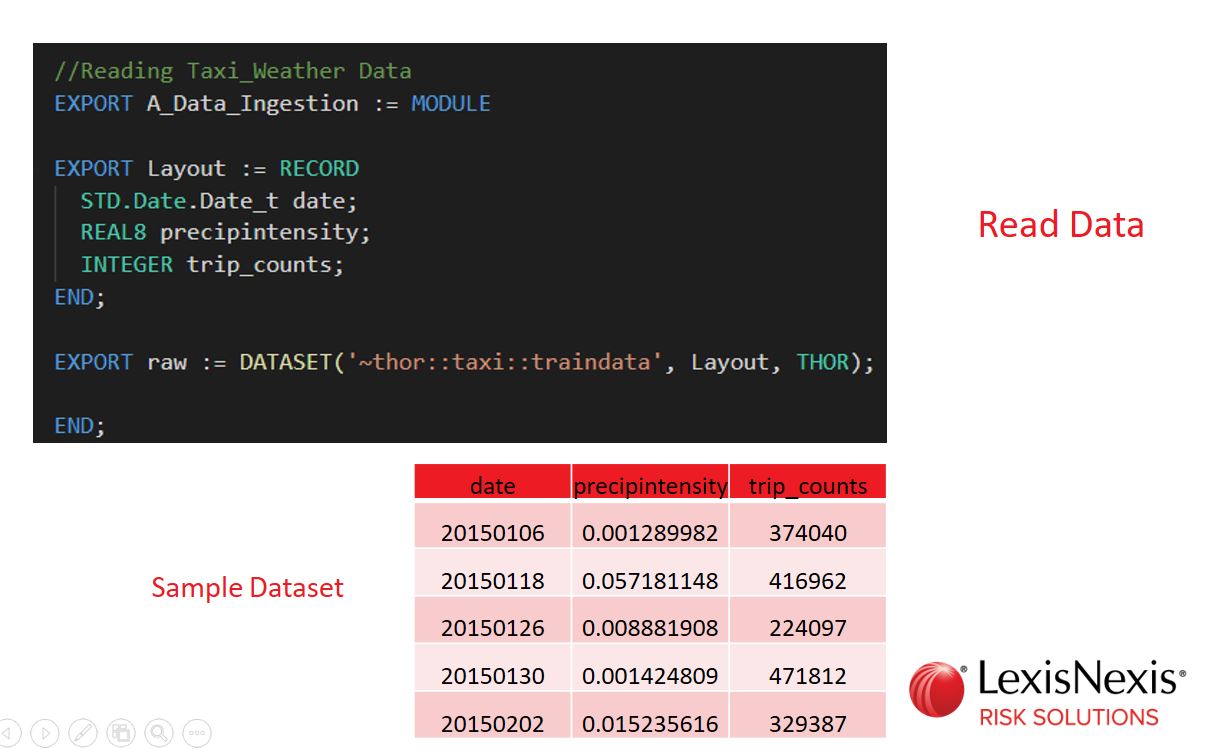 //Reading Taxi_Weather Data
EXPORT A_Data_Ingestion := MODULE
EXPORT Layout := RECORD
STD.Date.Date_t date;
REAL8 precipintensity;
INTEGER trip_counts;
END;
EXPORT raw := DATASET('~thor::taxi::traindata', Layout, THOR);
END;
Read Data
Sample Dataset
date precipintensity trip_counts
20150106 0.001289982 374040
20150118 0.057181148 416962
20150126 0.008881908 224097
20150130 0.001424809 471812
20150202 0.015235616 329387
® LexisNexis®
RISK SOLUTIONS